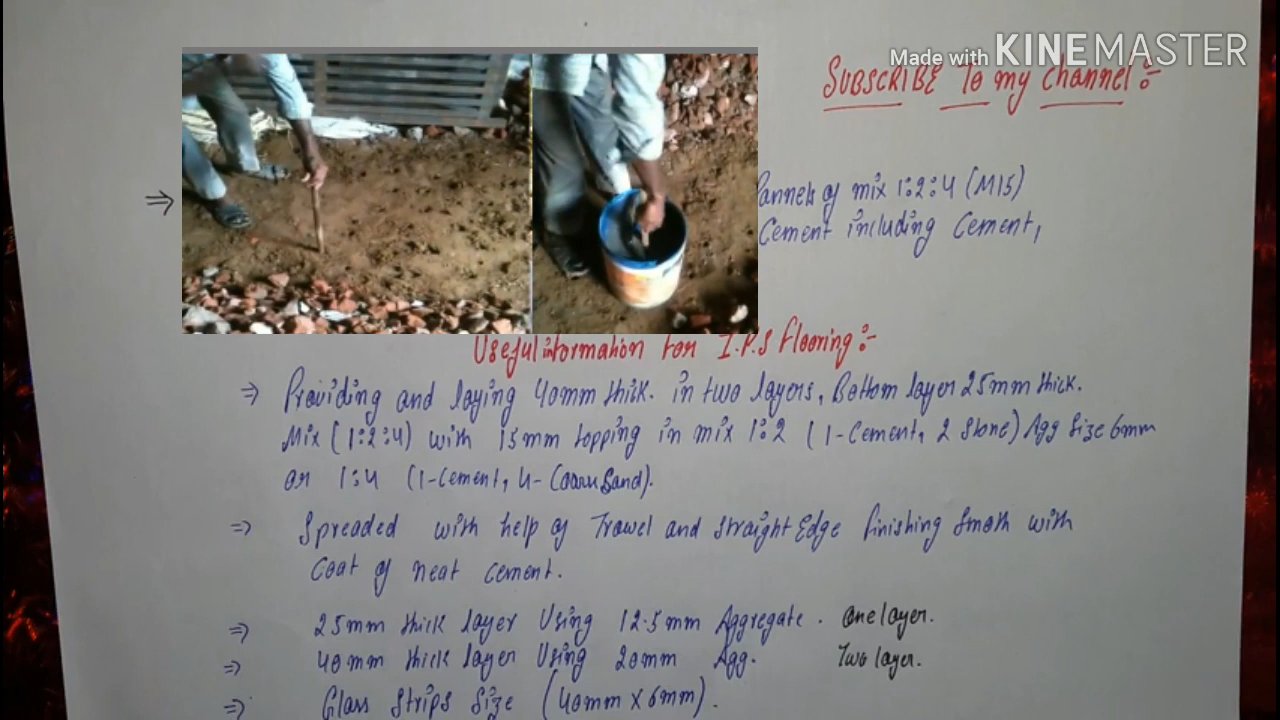 Made with KINEMASTER
SUBSCRIBE To my channel:-
⇒ Pannels of mix 1:2:4 (M15)
Cement including Cement,
Useful information for I.P.S flooring:-
⇒ Providing and laying 40mm thick. in two layers, Bottom layer 25mm thick.
Mix (1:2:4) with 15mm topping in mix 1:2 (1-Cement, 2 Stone) Agg Size 6mm
or 1:4 (1-Cement, 4- Coarse Sand).
⇒ Spreaded with help of Trowel and straight Edge finishing Smoth with
Coat of neat cement.
⇒ 25mm thick layer Using 12.5mm Aggregate. one layer.
⇒ 40mm thick layer Using 20mm Agg. Two layer.
⇒ Glass Strips Size (40mm x 6mm).